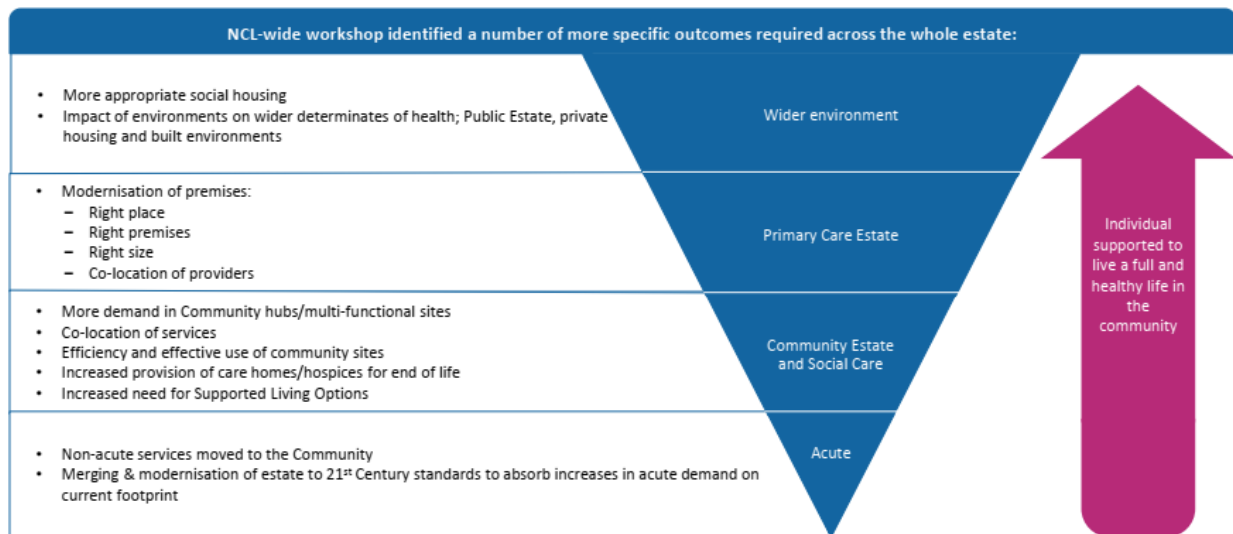 NCL-wide workshop identified a number of more specific outcomes required across the whole estate:
• More appropriate social housing
• Impact of environments on wider determinates of health; Public Estate, private
housing and built environments
Wider environment
• Modernisation of premises:
– Right place
– Right premises
– Right size
– Co-location of providers
Primary Care Estate
• More demand in Community hubs/multi-functional sites
• Co-location of services
• Efficiency and effective use of community sites
• Increased provision of care homes/hospices for end of life
• Increased need for Supported Living Options
Community Estate
and Social Care
• Non-acute services moved to the Community
• Merging & modernisation of estate to 21st Century standards to absorb increases in acute demand on
current footprint
Acute
Individual
supported to
live a full and
healthy life in
the
community